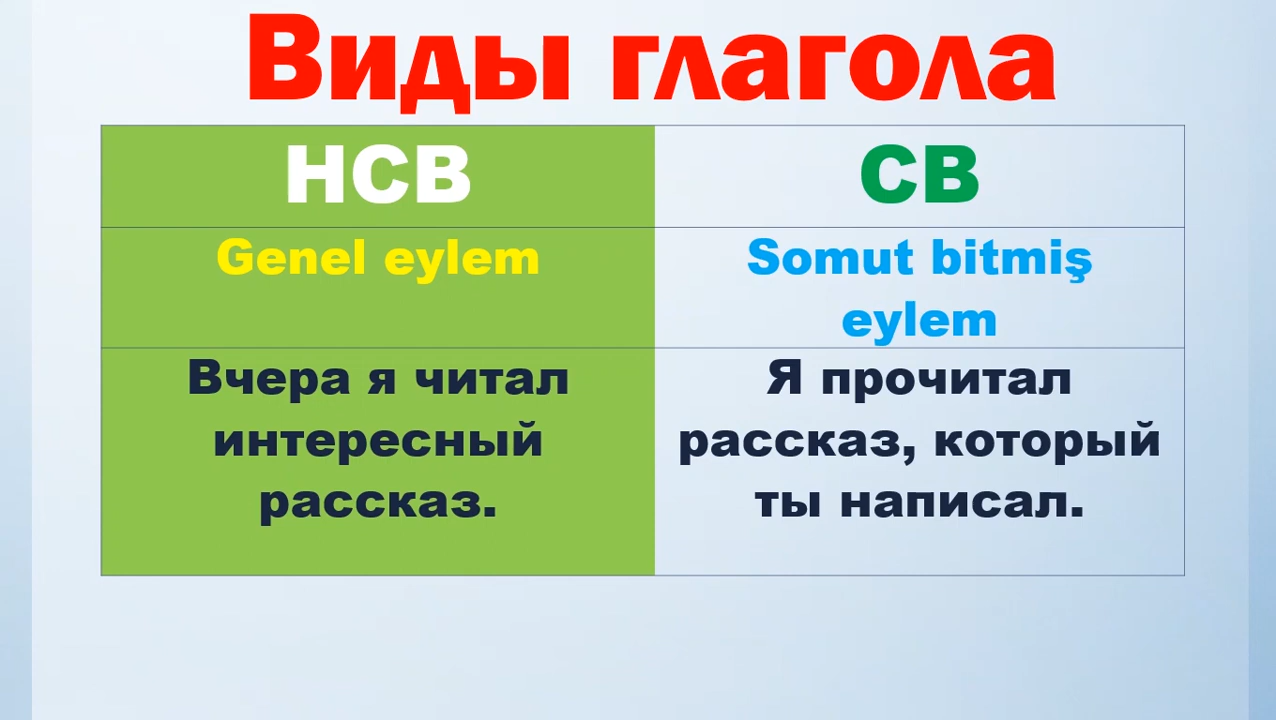 Виды глагола
НСВ
СВ
Genel eylem
Somut bitmiş
eylem
Вчера я читал
интересный
рассказ.
Я прочитал
рассказ, который
ты написал.